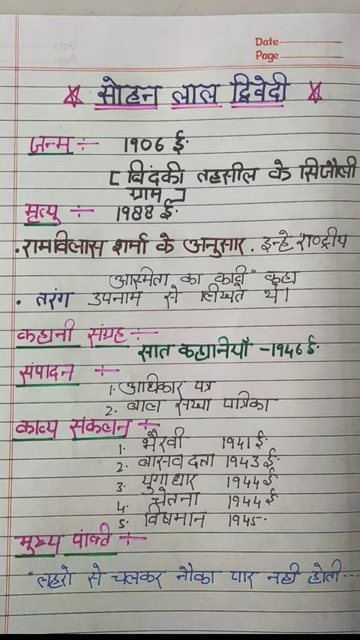 Date
Page
सोहन लाल द्विवेदी
जन्म :- 1906 ई.
[ बिंदकी तहसील के सिजौली
ग्राम ]
मृत्यु :- 1988 ई.
• रामविलास शर्मा के अनुसार. इन्हे राष्ट्रीय
अस्मिता का कवि" कहा
• तरंग उपनाम से लिखते थे।
कहानी संग्रह :-
सात कहानियाँ - 1946 ई.
संपादन :-
1. अधिकार पत्र
2. बाल सखा पत्रिका
काव्य संकलन :-
1. भैरवी 1941 ई.
2. वासवदत्ता 1943 ई.
3. युगाधार 1944 ई
4. चेतना 1944 ई
5. विषमान 1945-
मुख्य पंक्ति :-
"लहरो से चलकर नौका पार नही होती---